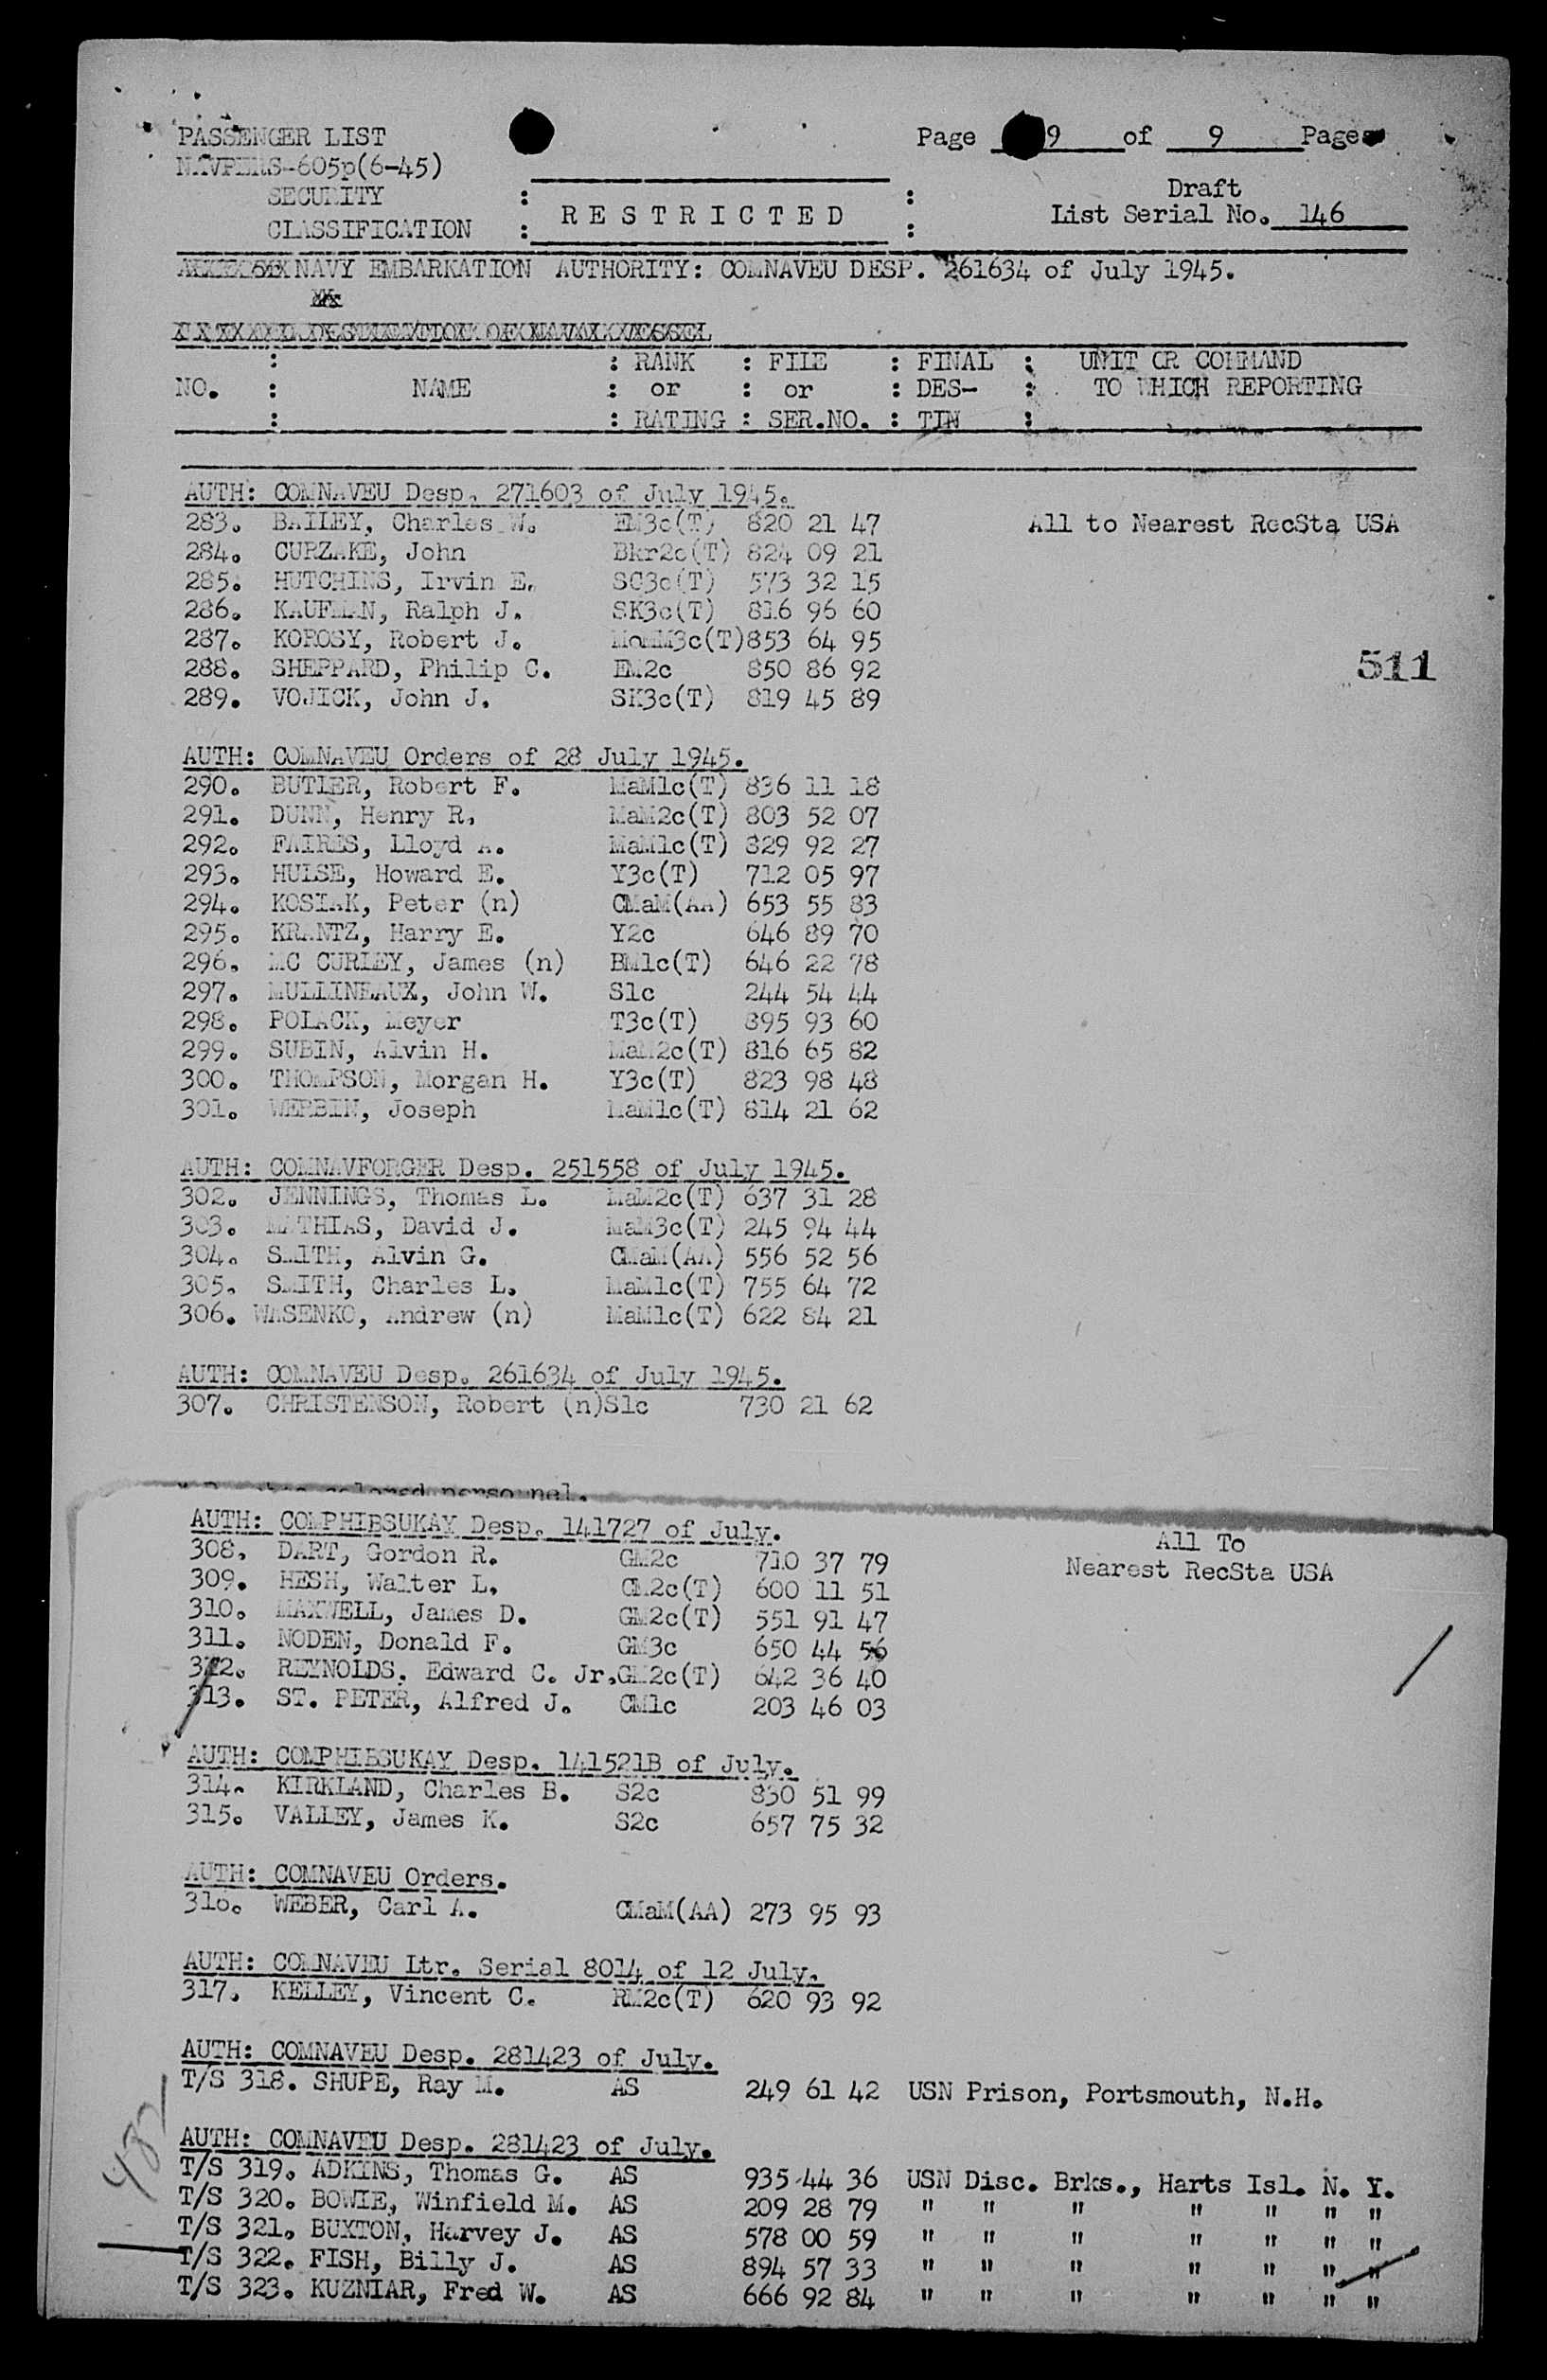 PASSENGER LIST
Page 9 of 9 Pages
NAVPERS-605p(6-45)
SECURITY : : Draft
R E S T R I C T E D List Serial No. 146
CLASSIFICATION : :
NAVY EMBARKATION AUTHORITY: COMNAVEU DESP. 261634 of July 1945.
: : RANK : FILE : FINAL : UNIT OR COMMAND
NO. : NAME : or : or : DES- : TO WHICH REPORTING
: : RATING : SER.NO. : TIN :
AUTH: COMNAVEU Desp. 271603 of July 1945.
283. BAILEY, Charles W. EM3c(T) 820 21 47 All to Nearest RecSta USA
284. CURZAKE, John Bkr2c(T) 824 09 21
285. HUTCHINS, Irvin E. SC3c(T) 573 32 15
286. KAUFMAN, Ralph J. SK3c(T) 816 96 60
287. KOROSY, Robert J. MoMM3c(T)853 64 95
288. SHEPPARD, Philip C. EM2c 850 86 92 511
289. VOJICK, John J. SK3c(T) 819 45 89
AUTH: COMNAVEU Orders of 28 July 1945.
290. BUTLER, Robert F. MaM1c(T) 836 11 18
291. DUNN, Henry R. MaM2c(T) 803 52 07
292. FAIRES, Lloyd A. MaM1c(T) 829 92 27
293. HULSE, Howard E. Y3c(T) 712 05 97
294. KOSIAK, Peter (n) CMaM(AA) 653 55 83
295. KRANTZ, Harry E. Y2c 646 89 70
296. MC CURLEY, James (n) BM1c(T) 646 22 78
297. MULLINEAUX, John W. S1c 244 54 44
298. POLACK, Meyer T3c(T) 895 93 60
299. SUBIN, Alvin H. MaM2c(T) 816 65 82
300. THOMPSON, Morgan H. Y3c(T) 823 98 48
301. WERBIN, Joseph MaM1c(T) 814 21 62
AUTH: COMNAVFORGER Desp. 251558 of July 1945.
302. JENNINGS, Thomas L. MaM2c(T) 637 31 28
303. MATHIAS, David J. MaM3c(T) 245 94 44
304. SMITH, Alvin G. CMaM(AA) 556 52 56
305. SMITH, Charles L. MaM1c(T) 755 64 72
306. WASENKO, Andrew (n) MaM1c(T) 622 84 21
AUTH: COMNAVEU Desp. 261634 of July 1945.
307. CHRISTENSON, Robert (n)S1c 730 21 62
colored personnel.
AUTH: COMPHIBSUKAY Desp. 141727 of July. All To
308. DART, Gordon R. GM2c 710 37 79 Nearest RecSta USA
309. HESH, Walter L. CM2c(T) 600 11 51
310. MAXWELL, James D. GM2c(T) 551 91 47
311. NODEN, Donald F. GM3c 650 44 56
312. REYNOLDS, Edward C. Jr.GM2c(T) 642 36 40
313. ST. PETER, Alfred J. CM1c 203 46 03
AUTH: COMPHIBSUKAY Desp. 141521B of July.
314. KIRKLAND, Charles B. S2c 830 51 99
315. VALLEY, James K. S2c 657 75 32
AUTH: COMNAVEU Orders.
316. WEBER, Carl A. CMaM(AA) 273 95 93
AUTH: COMNAVEU Ltr. Serial 8014 of 12 July.
317. KELLEY, Vincent C. RM2c(T) 620 93 92
AUTH: COMNAVEU Desp. 281423 of July.
T/S 318. SHUPE, Ray M. AS 249 61 42 USN Prison, Portsmouth, N.H.
487
AUTH: COMNAVEU Desp. 281423 of July.
T/S 319. ADKINS, Thomas G. AS 935 44 36 USN Disc. Brks., Harts Isl. N. Y.
T/S 320. BOWIE, Winfield M. AS 209 28 79 " " " " " " "
T/S 321. BUXTON, Harvey J. AS 578 00 59 " " " " " " "
T/S 322. FISH, Billy J. AS 894 57 33 " " " " " " "
T/S 323. KUZNIAR, Fred W. AS 666 92 84 " " " " " " "